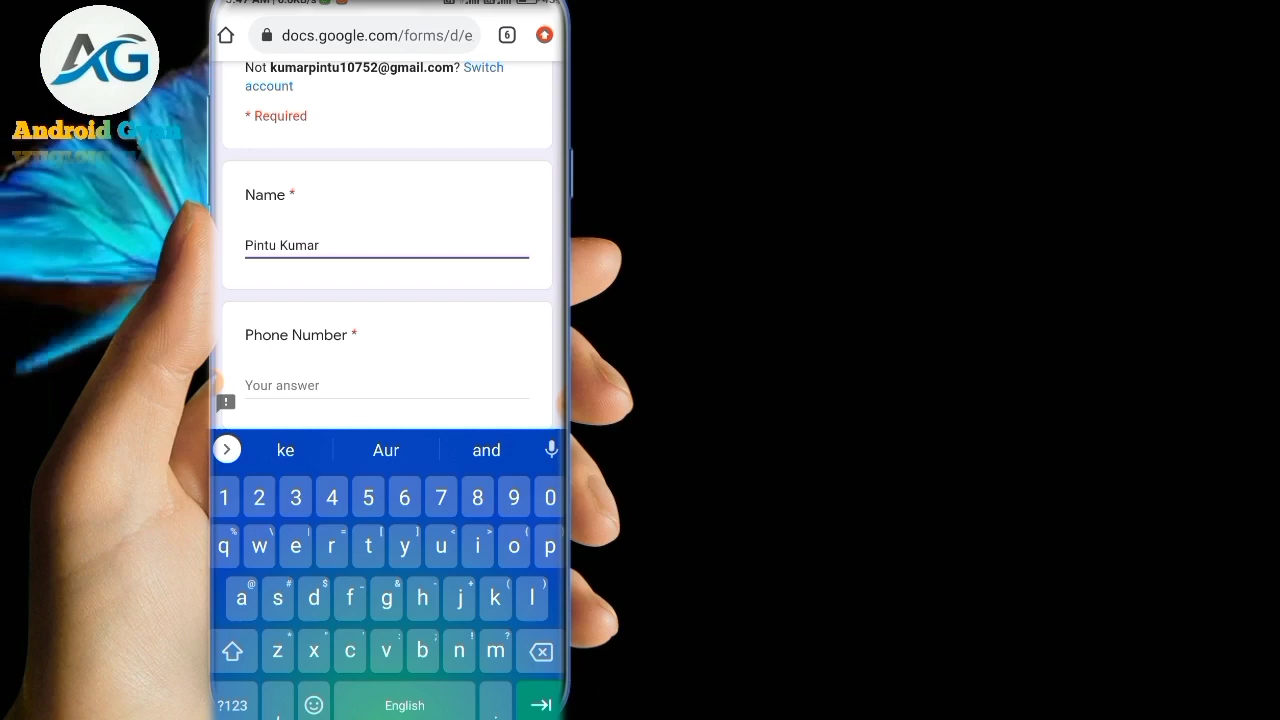 AG
Android Gyan
docs.google.com/forms/d/e
6
Not kumarpintu10752@gmail.com? Switch
account
* Required
Name *
Pintu Kumar
Phone Number *
Your answer
ke Aur and
1 2 3 4 5 6 7 8 9 0
% \ | = [ ] < > {
q w e r t y u i o p
@ # $ _ & - + ( )
a s d f g h j k l
* " ' : ; ! ?
z x c v b n m
?123 English